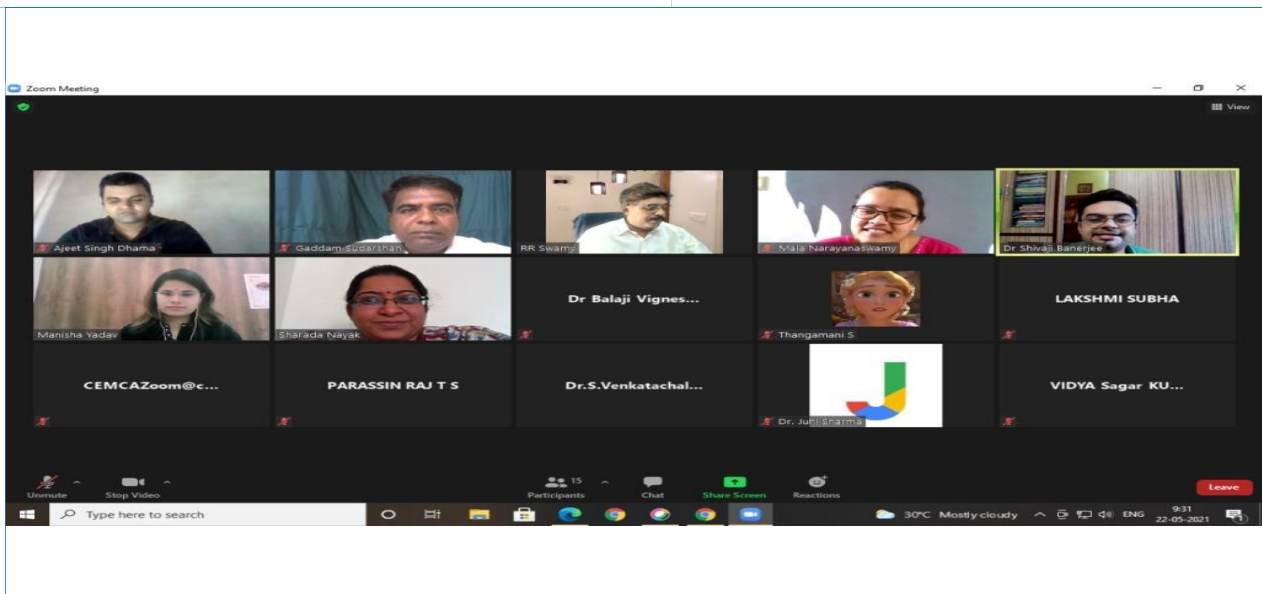 Zoom Meeting
View
Ajeet Singh Dhama
Gaddam Sudarshan
RR Swamy
Mala Narayanaswamy
Dr Shivaji Banerjee
Manisha Yadav
Sharada Nayak
Dr Balaji Vignes...
Thangamani S
LAKSHMI SUBHA
CEMCAZoom@c...
PARASSIN RAJ T S
Dr.S.Venkatachal...
Dr. Juhi Sharma
VIDYA Sagar KU...
Unmute
Stop Video
15
Participants
Chat
Share Screen
Reactions
Leave
Type here to search
30°C Mostly cloudy
ENG
9:31
22-05-2021
1